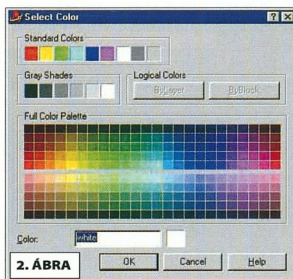 Select Color
Standard Colors
Gray Shades
Logical Colors
ByLayer
ByBlock
Full Color Palette
Color:
white
2. ÁBRA
OK
Cancel
Help